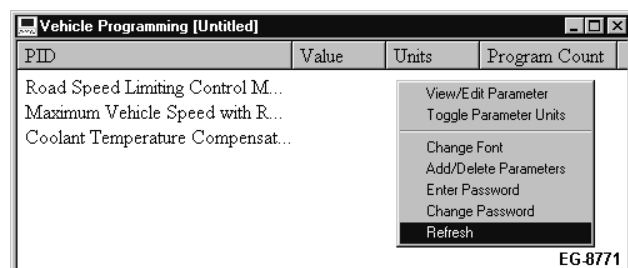 Vehicle Programming [Untitled]
PID Value Units Program Count
Road Speed Limiting Control M...
Maximum Vehicle Speed with R...
Coolant Temperature Compensat...
View/Edit Parameter
Toggle Parameter Units
Change Font
Add/Delete Parameters
Enter Password
Change Password
Refresh
EG-8771